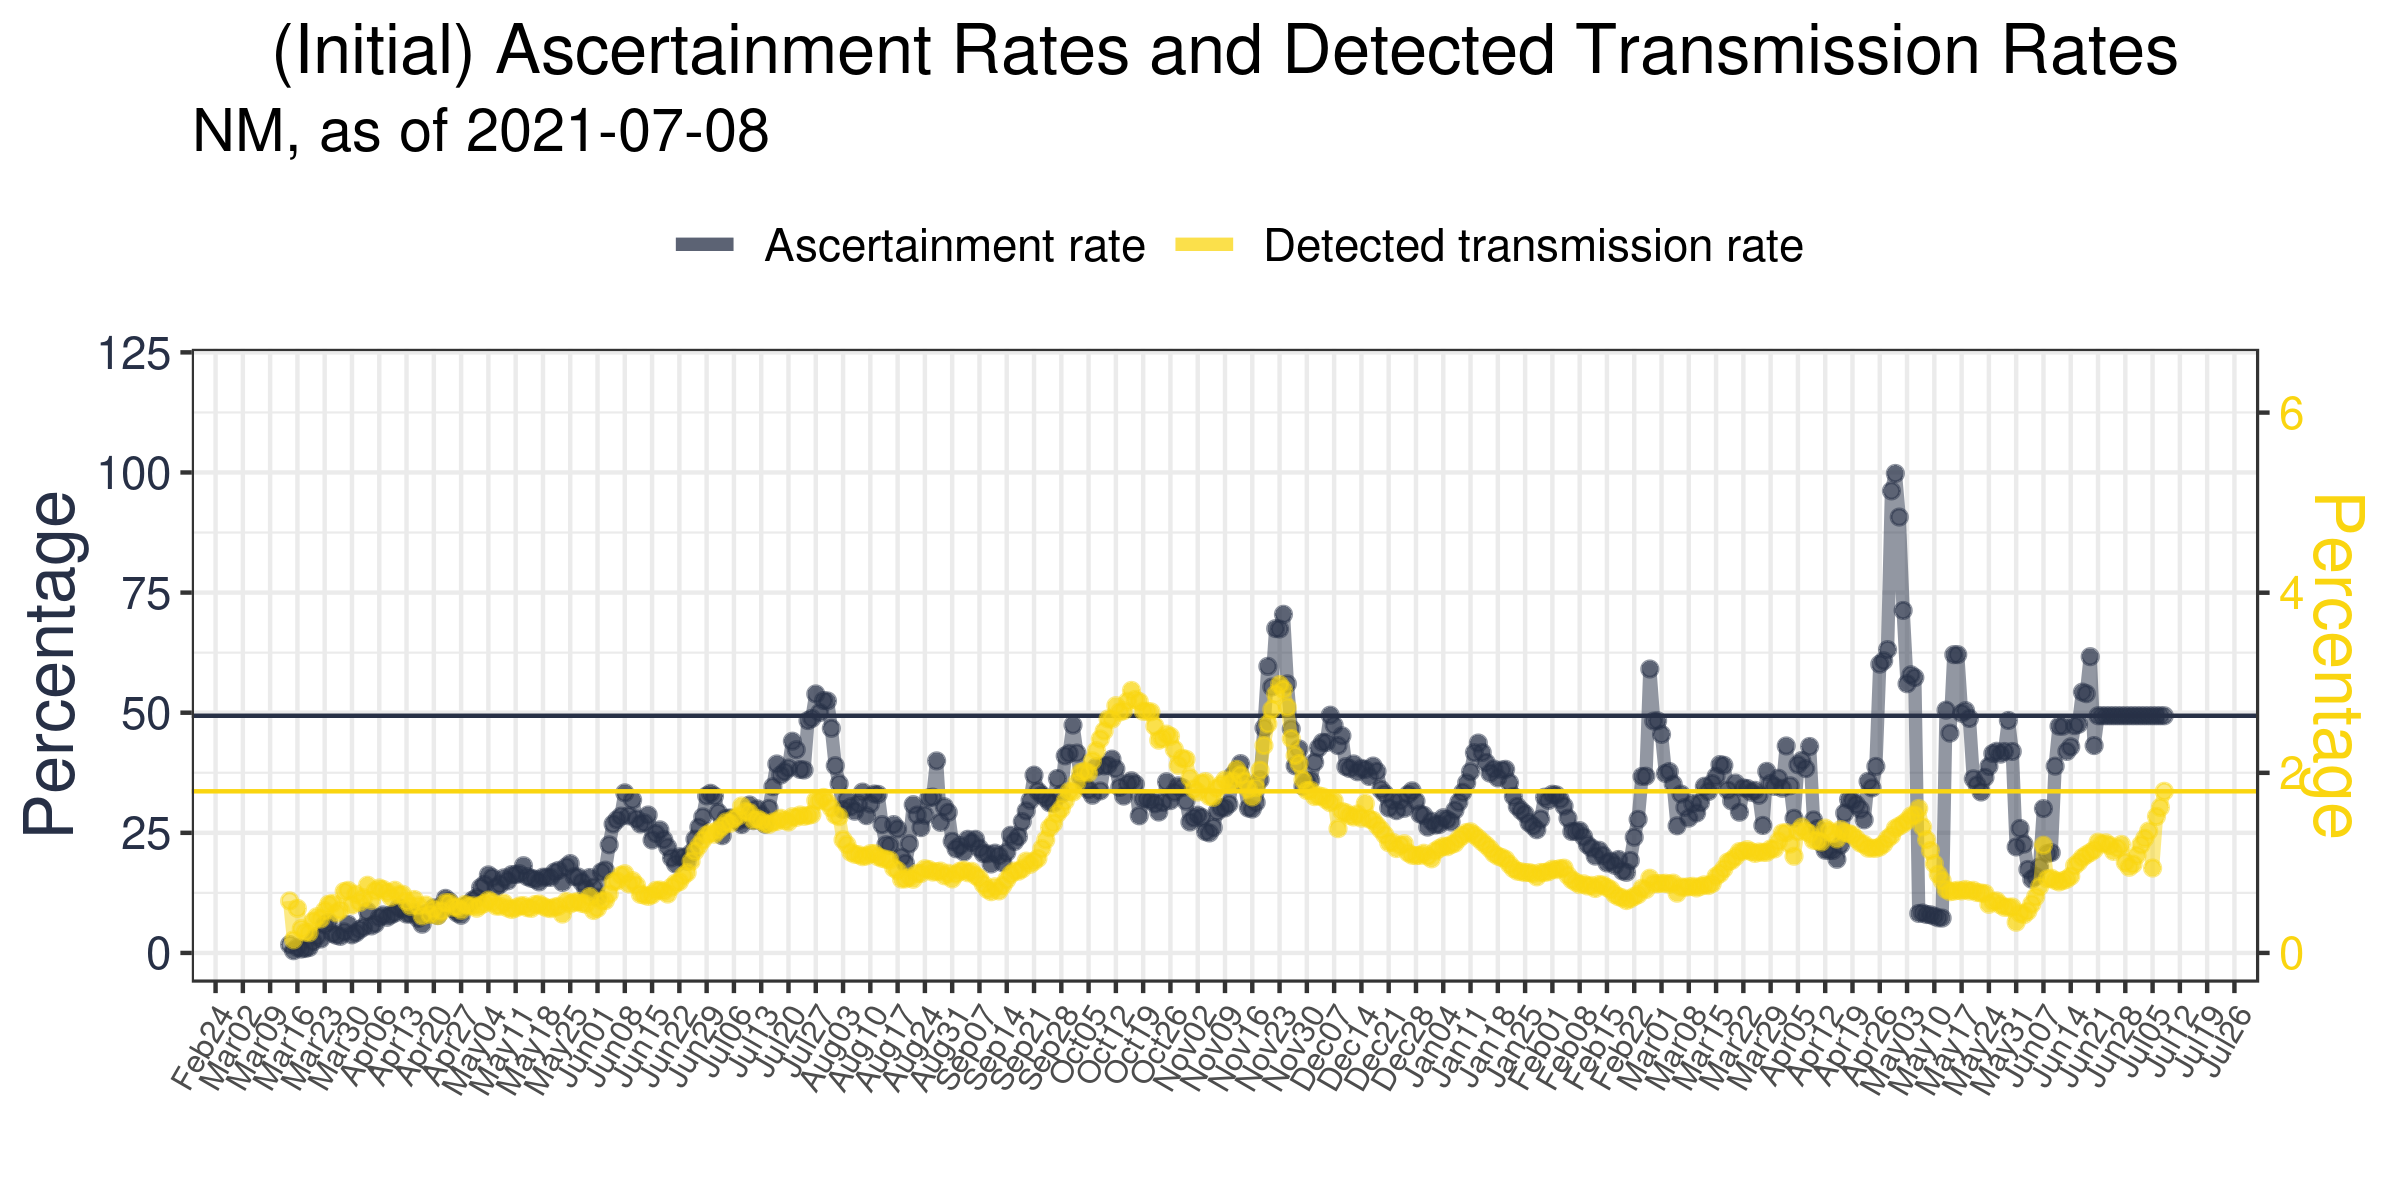 (Initial) Ascertainment Rates and Detected Transmission Rates
NM, as of 2021-07-08
Ascertainment rate
Detected transmission rate
125
100
75
50
25
0
Percentage
6
4
2
0
Percentage
Feb24
Mar02
Mar09
Mar16
Mar23
Mar30
Apr06
Apr13
Apr20
Apr27
May04
May11
May18
May25
Jun01
Jun08
Jun15
Jun22
Jun29
Jul06
Jul13
Jul20
Jul27
Aug03
Aug10
Aug17
Aug24
Aug31
Sep07
Sep14
Sep21
Sep28
Oct05
Oct12
Oct19
Oct26
Nov02
Nov09
Nov16
Nov23
Nov30
Dec07
Dec14
Dec21
Dec28
Jan04
Jan11
Jan18
Jan25
Feb01
Feb08
Feb15
Feb22
Mar01
Mar08
Mar15
Mar22
Mar29
Apr05
Apr12
Apr19
Apr26
May03
May10
May17
May24
May31
Jun07
Jun14
Jun21
Jun28
Jul05
Jul12
Jul19
Jul26